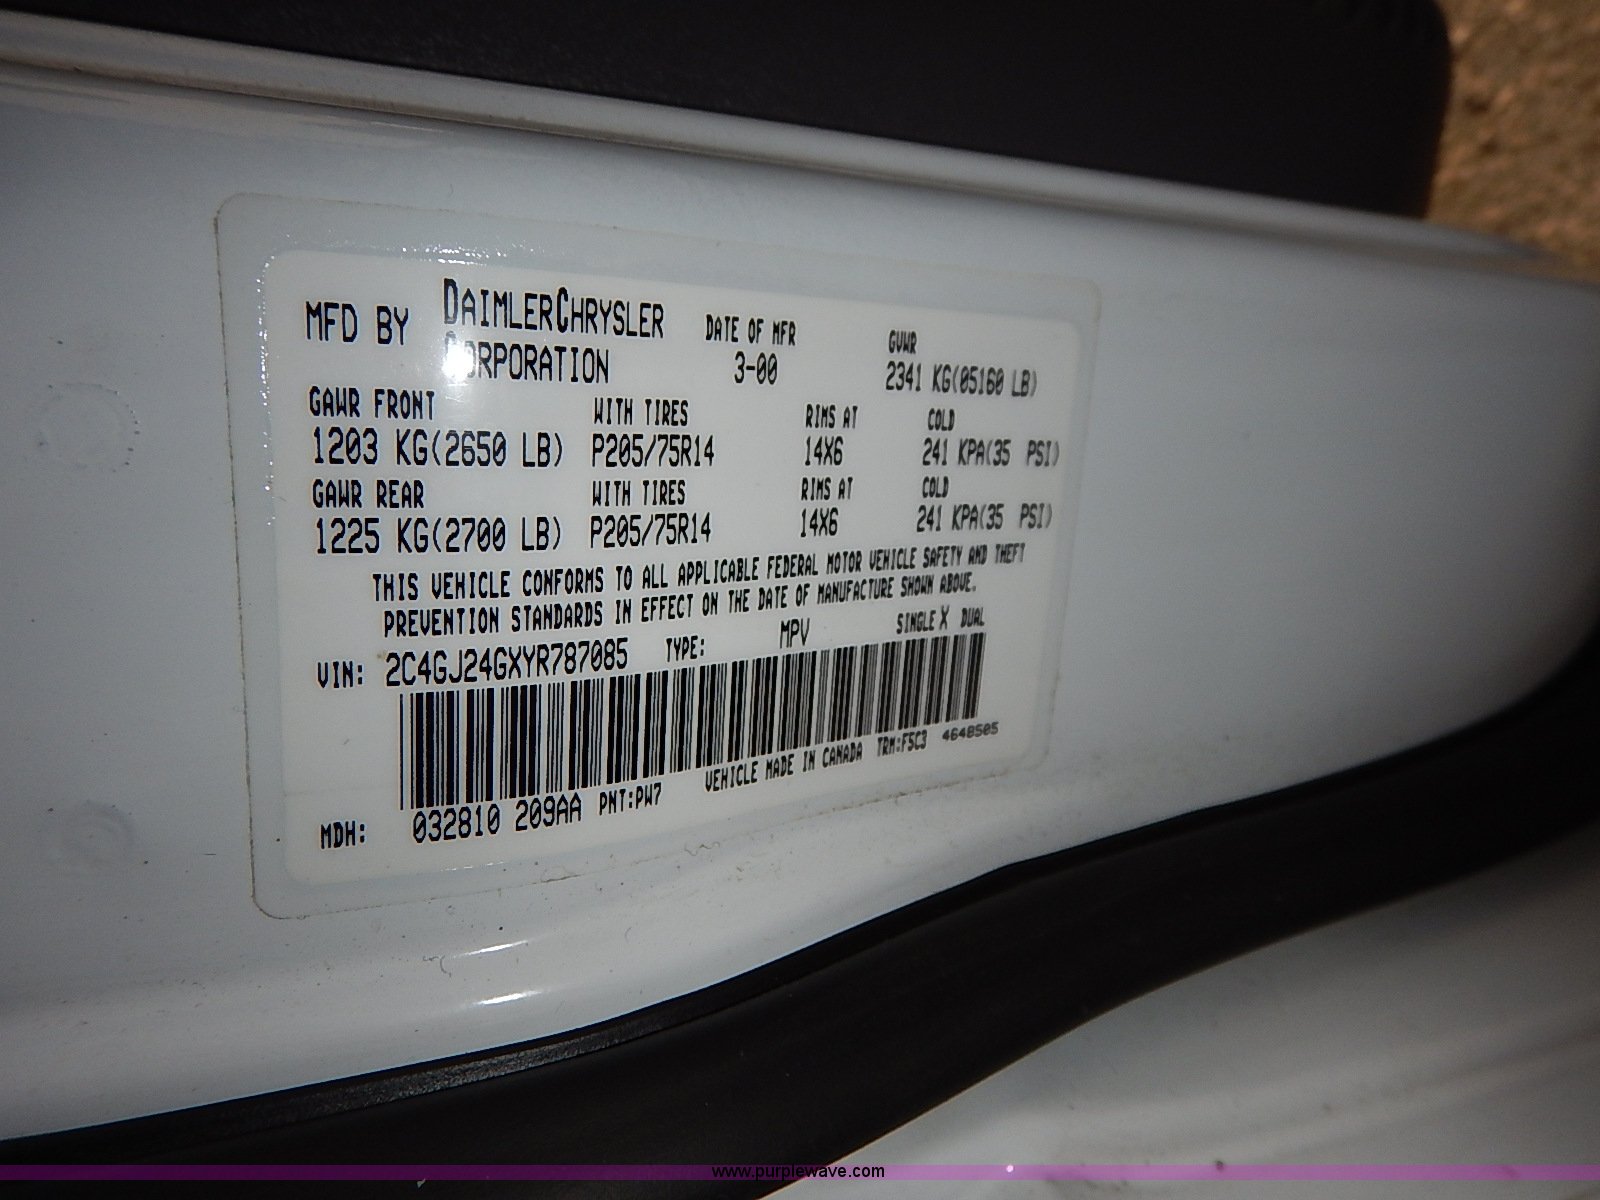 MFD BY DAIMLERCHRYSLER CORPORATION DATE OF MFR 3-00 GVWR 2341 KG(05160 LB)
GAWR FRONT WITH TIRES RIMS AT COLD
1203 KG(2650 LB) P205/75R14 14X6 241 KPA(35 PSI)
GAWR REAR WITH TIRES RIMS AT COLD
1225 KG(2700 LB) P205/75R14 14X6 241 KPA(35 PSI)
THIS VEHICLE CONFORMS TO ALL APPLICABLE FEDERAL MOTOR VEHICLE SAFETY AND THEFT
PREVENTION STANDARDS IN EFFECT ON THE DATE OF MANUFACTURE SHOWN ABOVE.
VIN: 2C4GJ24GXYR787085 TYPE: MPV SINGLE X DUAL
MDH: 032810 209AA PNT:PW7 VEHICLE MADE IN CANADA TRM:F5C3 4648505
www.purplewave.com